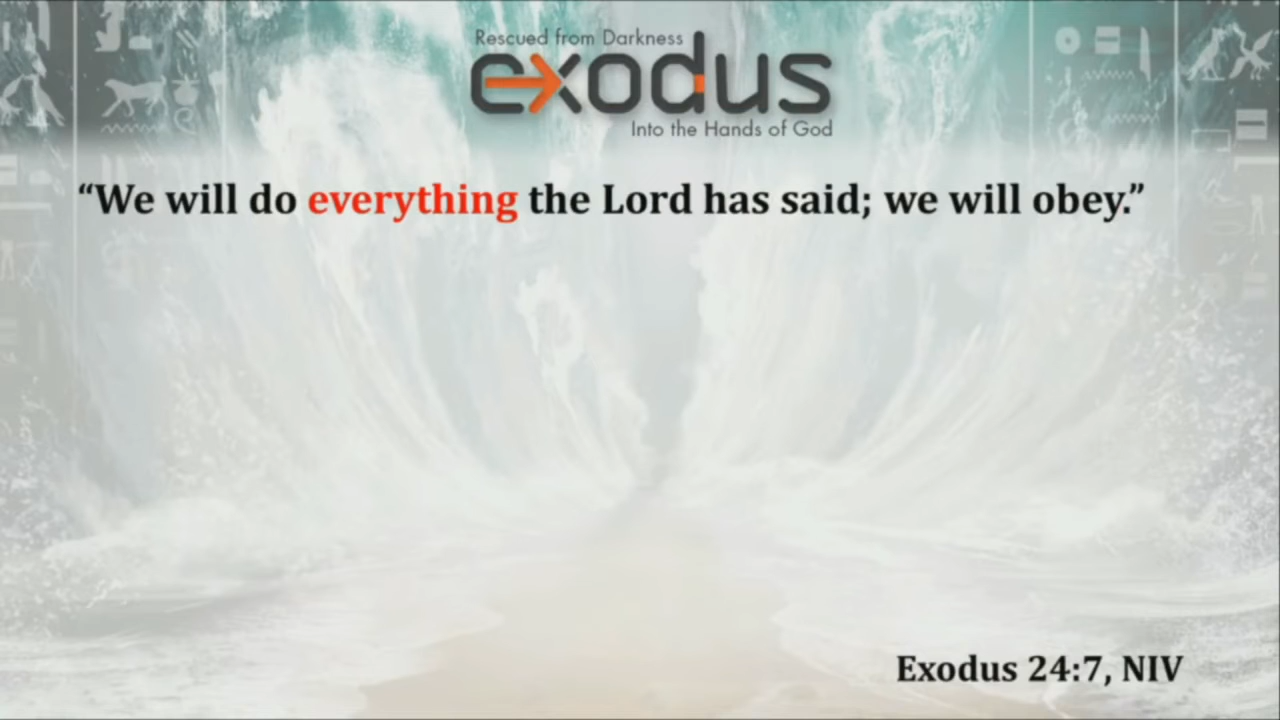 Rescued from Darkness
exodus
Into the Hands of God
“We will do everything the Lord has said; we will obey.”
Exodus 24:7, NIV